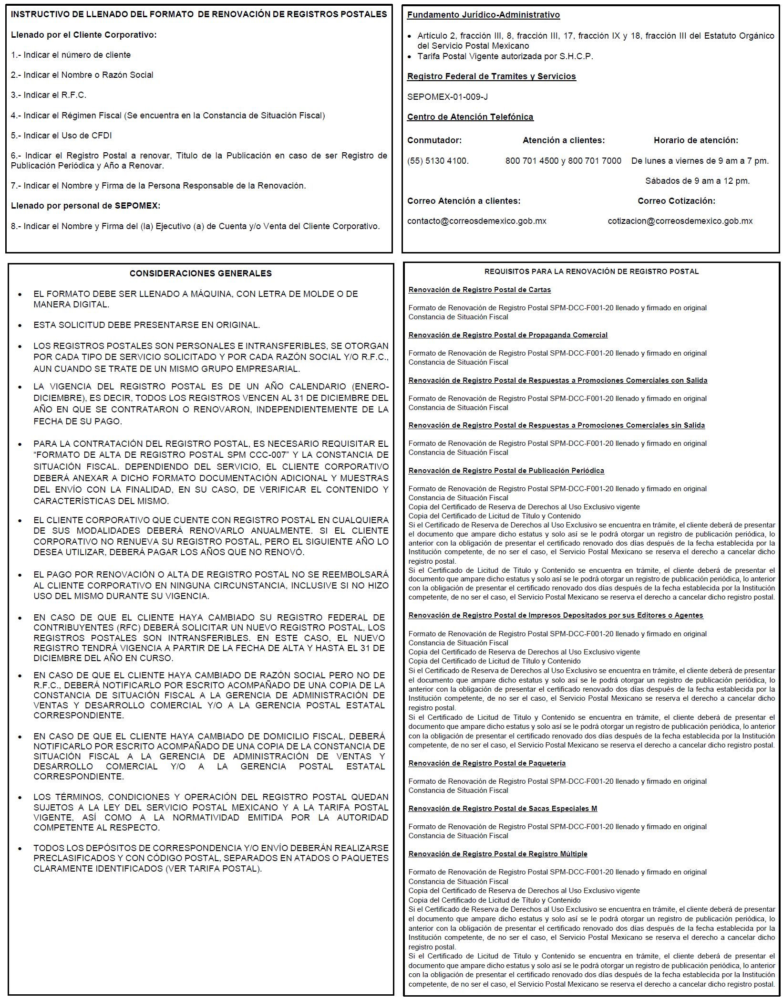 INSTRUCTIVO DE LLENADO DEL FORMATO DE RENOVACIÓN DE REGISTROS POSTALES
Llenado por el Cliente Corporativo:
1.- Indicar el número de cliente
2.- Indicar el Nombre o Razón Social
3.- Indicar el R.F.C.
4.- Indicar el Régimen Fiscal (Se encuentra en la Constancia de Situación Fiscal)
5.- Indicar el Uso de CFDI
6.- Indicar el Registro Postal a renovar, Titulo de la Publicación en caso de ser Registro de
Publicación Periódica y Año a Renovar.
7.- Indicar el Nombre y Firma de la Persona Responsable de la Renovación.
Llenado por personal de SEPOMEX:
8.- Indicar el Nombre y Firma del (la) Ejecutivo (a) de Cuenta y/o Venta del Cliente Corporativo.
Fundamento Jurídico-Administrativo
• Artículo 2, fracción III, 8, fracción III, 17, fracción IX y 18, fracción III del Estatuto Orgánico
del Servicio Postal Mexicano
• Tarifa Postal Vigente autorizada por S.H.C.P.
Registro Federal de Tramites y Servicios
SEPOMEX-01-009-J
Centro de Atención Telefónica
Conmutador: Atención a clientes: Horario de atención:
(55) 5130 4100. 800 701 4500 y 800 701 7000 De lunes a viernes de 9 am a 7 pm.
Sábados de 9 am a 12 pm.
Correo Atención a clientes: Correo Cotización:
contacto@correosdemexico.gob.mx cotizacion@correosdemexico.gob.mx
CONSIDERACIONES GENERALES
• EL FORMATO DEBE SER LLENADO A MÁQUINA, CON LETRA DE MOLDE O DE
MANERA DIGITAL.
• ESTA SOLICITUD DEBE PRESENTARSE EN ORIGINAL.
• LOS REGISTROS POSTALES SON PERSONALES E INTRANSFERIBLES, SE OTORGAN
POR CADA TIPO DE SERVICIO SOLICITADO Y POR CADA RAZÓN SOCIAL Y/O R.F.C.,
AUN CUANDO SE TRATE DE UN MISMO GRUPO EMPRESARIAL.
• LA VIGENCIA DEL REGISTRO POSTAL ES DE UN AÑO CALENDARIO (ENERO-
DICIEMBRE), ES DECIR, TODOS LOS REGISTROS VENCEN AL 31 DE DICIEMBRE DEL
AÑO EN QUE SE CONTRATARON O RENOVARON, INDEPENDIENTEMENTE DE LA
FECHA DE SU PAGO.
• PARA LA CONTRATACIÓN DEL REGISTRO POSTAL, ES NECESARIO REQUISITAR EL
“FORMATO DE ALTA DE REGISTRO POSTAL SPM CCC-007” Y LA CONSTANCIA DE
SITUACIÓN FISCAL. DEPENDIENDO DEL SERVICIO, EL CLIENTE CORPORATIVO
DEBERÁ ANEXAR A DICHO FORMATO DOCUMENTACIÓN ADICIONAL Y MUESTRAS
DEL ENVÍO CON LA FINALIDAD, EN SU CASO, DE VERIFICAR EL CONTENIDO Y
CARACTERÍSTICAS DEL MISMO.
• EL CLIENTE CORPORATIVO QUE CUENTE CON REGISTRO POSTAL EN CUALQUIERA
DE SUS MODALIDADES DEBERÁ RENOVARLO ANUALMENTE. SI EL CLIENTE
CORPORATIVO NO RENUEVA SU REGISTRO POSTAL, PERO EL SIGUIENTE AÑO LO
DESEA UTILIZAR, DEBERÁ PAGAR LOS AÑOS QUE NO RENOVÓ.
• EL PAGO POR RENOVACIÓN O ALTA DE REGISTRO POSTAL NO SE REEMBOLSARÁ
AL CLIENTE CORPORATIVO EN NINGUNA CIRCUNSTANCIA, INCLUSIVE SI NO HIZO
USO DEL MISMO DURANTE SU VIGENCIA.
• EN CASO DE QUE EL CLIENTE HAYA CAMBIADO SU REGISTRO FEDERAL DE
CONTRIBUYENTES (RFC) DEBERÁ SOLICITAR UN NUEVO REGISTRO POSTAL, LOS
REGISTROS POSTALES SON INTRANSFERIBLES. EN ESTE CASO, EL NUEVO
REGISTRO TENDRÁ VIGENCIA A PARTIR DE LA FECHA DE ALTA Y HASTA EL 31 DE
DICIEMBRE DEL AÑO EN CURSO.
• EN CASO DE QUE EL CLIENTE HAYA CAMBIADO DE RAZÓN SOCIAL PERO NO DE
R.F.C., DEBERÁ NOTIFICARLO POR ESCRITO ACOMPAÑADO DE UNA COPIA DE LA
CONSTANCIA DE SITUACIÓN FISCAL A LA GERENCIA DE ADMINISTRACIÓN DE
VENTAS Y DESARROLLO COMERCIAL Y/O A LA GERENCIA POSTAL ESTATAL
CORRESPONDIENTE.
• EN CASO DE QUE EL CLIENTE HAYA CAMBIADO DE DOMICILIO FISCAL, DEBERÁ
NOTIFICARLO POR ESCRITO ACOMPAÑADO DE UNA COPIA DE LA CONSTANCIA DE
SITUACIÓN FISCAL A LA GERENCIA DE ADMINISTRACIÓN DE VENTAS Y
DESARROLLO COMERCIAL Y/O A LA GERENCIA POSTAL ESTATAL
CORRESPONDIENTE.
• LOS TÉRMINOS, CONDICIONES Y OPERACIÓN DEL REGISTRO POSTAL QUEDAN
SUJETOS A LA LEY DEL SERVICIO POSTAL MEXICANO Y A LA TARIFA POSTAL
VIGENTE, ASÍ COMO A LA NORMATIVIDAD EMITIDA POR LA AUTORIDAD
COMPETENTE AL RESPECTO.
• TODOS LOS DEPÓSITOS DE CORRESPONDENCIA Y/O ENVÍO DEBERÁN REALIZARSE
PRECLASIFICADOS Y CON CÓDIGO POSTAL, SEPARADOS EN ATADOS O PAQUETES
CLARAMENTE IDENTIFICADOS (VER TARIFA POSTAL).
REQUISITOS PARA LA RENOVACIÓN DE REGISTRO POSTAL
Renovación de Registro Postal de Cartas
Formato de Renovación de Registro Postal SPM-DCC-F001-20 llenado y firmado en original
Constancia de Situación Fiscal
Renovación de Registro Postal de Propaganda Comercial
Formato de Renovación de Registro Postal SPM-DCC-F001-20 llenado y firmado en original
Constancia de Situación Fiscal
Renovación de Registro Postal de Respuestas a Promociones Comerciales con Salida
Formato de Renovación de Registro Postal SPM-DCC-F001-20 llenado y firmado en original
Constancia de Situación Fiscal
Renovación de Registro Postal de Respuestas a Promociones Comerciales sin Salida
Formato de Renovación de Registro Postal SPM-DCC-F001-20 llenado y firmado en original
Constancia de Situación Fiscal
Renovación de Registro Postal de Publicación Periódica
Formato de Renovación de Registro Postal SPM-DCC-F001-20 llenado y firmado en original
Constancia de Situación Fiscal
Copia del Certificado de Reserva de Derechos al Uso Exclusivo vigente
Copia del Certificado de Licitud de Título y Contenido
Si el Certificado de Reserva de Derechos al Uso Exclusivo se encuentra en trámite, el cliente deberá de presentar
el documento que ampare dicho estatus y solo así se le podrá otorgar un registro de publicación periódica, lo
anterior con la obligación de presentar el certificado renovado dos días después de la fecha establecida por la
Institución competente, de no ser el caso, el Servicio Postal Mexicano se reserva el derecho a cancelar dicho
registro postal.
Si el Certificado de Licitud de Titulo y Contenido se encuentra en trámite, el cliente deberá de presentar el
documento que ampare dicho estatus y solo así se le podrá otorgar un registro de publicación periódica, lo anterior
con la obligación de presentar el certificado renovado dos días después de la fecha establecida por la Institución
competente, de no ser el caso, el Servicio Postal Mexicano se reserva el derecho a cancelar dicho registro postal.
Renovación de Registro Postal de Impresos Depositados por sus Editores o Agentes
Formato de Renovación de Registro Postal SPM-DCC-F001-20 llenado y firmado en original
Constancia de Situación Fiscal
Copia del Certificado de Reserva de Derechos al Uso Exclusivo vigente
Copia del Certificado de Licitud de Título y Contenido
Si el Certificado de Reserva de Derechos al Uso Exclusivo se encuentra en trámite, el cliente deberá de presentar
el documento que ampare dicho estatus y solo así se le podrá otorgar un registro de publicación periódica, lo
anterior con la obligación de presentar el certificado renovado dos días después de la fecha establecida por la
Institución competente, de no ser el caso, el Servicio Postal Mexicano se reserva el derecho a cancelar dicho
registro postal.
Si el Certificado de Licitud de Titulo y Contenido se encuentra en trámite, el cliente deberá de presentar el
documento que ampare dicho estatus y solo así se le podrá otorgar un registro de publicación periódica, lo anterior
con la obligación de presentar el certificado renovado dos días después de la fecha establecida por la Institución
competente, de no ser el caso, el Servicio Postal Mexicano se reserva el derecho a cancelar dicho registro postal.
Renovación de Registro Postal de Paquetería
Formato de Renovación de Registro Postal SPM-DCC-F001-20 llenado y firmado en original
Constancia de Situación Fiscal
Renovación de Registro Postal de Sacas Especiales M
Formato de Renovación de Registro Postal SPM-DCC-F001-20 llenado y firmado en original
Constancia de Situación Fiscal
Renovación de Registro Postal de Registro Múltiple
Formato de Renovación de Registro Postal SPM-DCC-F001-20 llenado y firmado en original
Constancia de Situación Fiscal
Copia del Certificado de Reserva de Derechos al Uso Exclusivo vigente
Copia del Certificado de Licitud de Título y Contenido
Si el Certificado de Reserva de Derechos al Uso Exclusivo se encuentra en trámite, el cliente deberá de presentar
el documento que ampare dicho estatus y solo así se le podrá otorgar un registro de publicación periódica, lo
anterior con la obligación de presentar el certificado renovado dos días después de la fecha establecida por la
Institución competente, de no ser el caso, el Servicio Postal Mexicano se reserva el derecho a cancelar dicho
registro postal.
Si el Certificado de Licitud de Titulo y Contenido se encuentra en trámite, el cliente deberá de presentar el
documento que ampare dicho estatus y solo así se le podrá otorgar un registro de publicación periódica, lo anterior
con la obligación de presentar el certificado renovado dos días después de la fecha establecida por la Institución
competente, de no ser el caso, el Servicio Postal Mexicano se reserva el derecho a cancelar dicho registro postal.